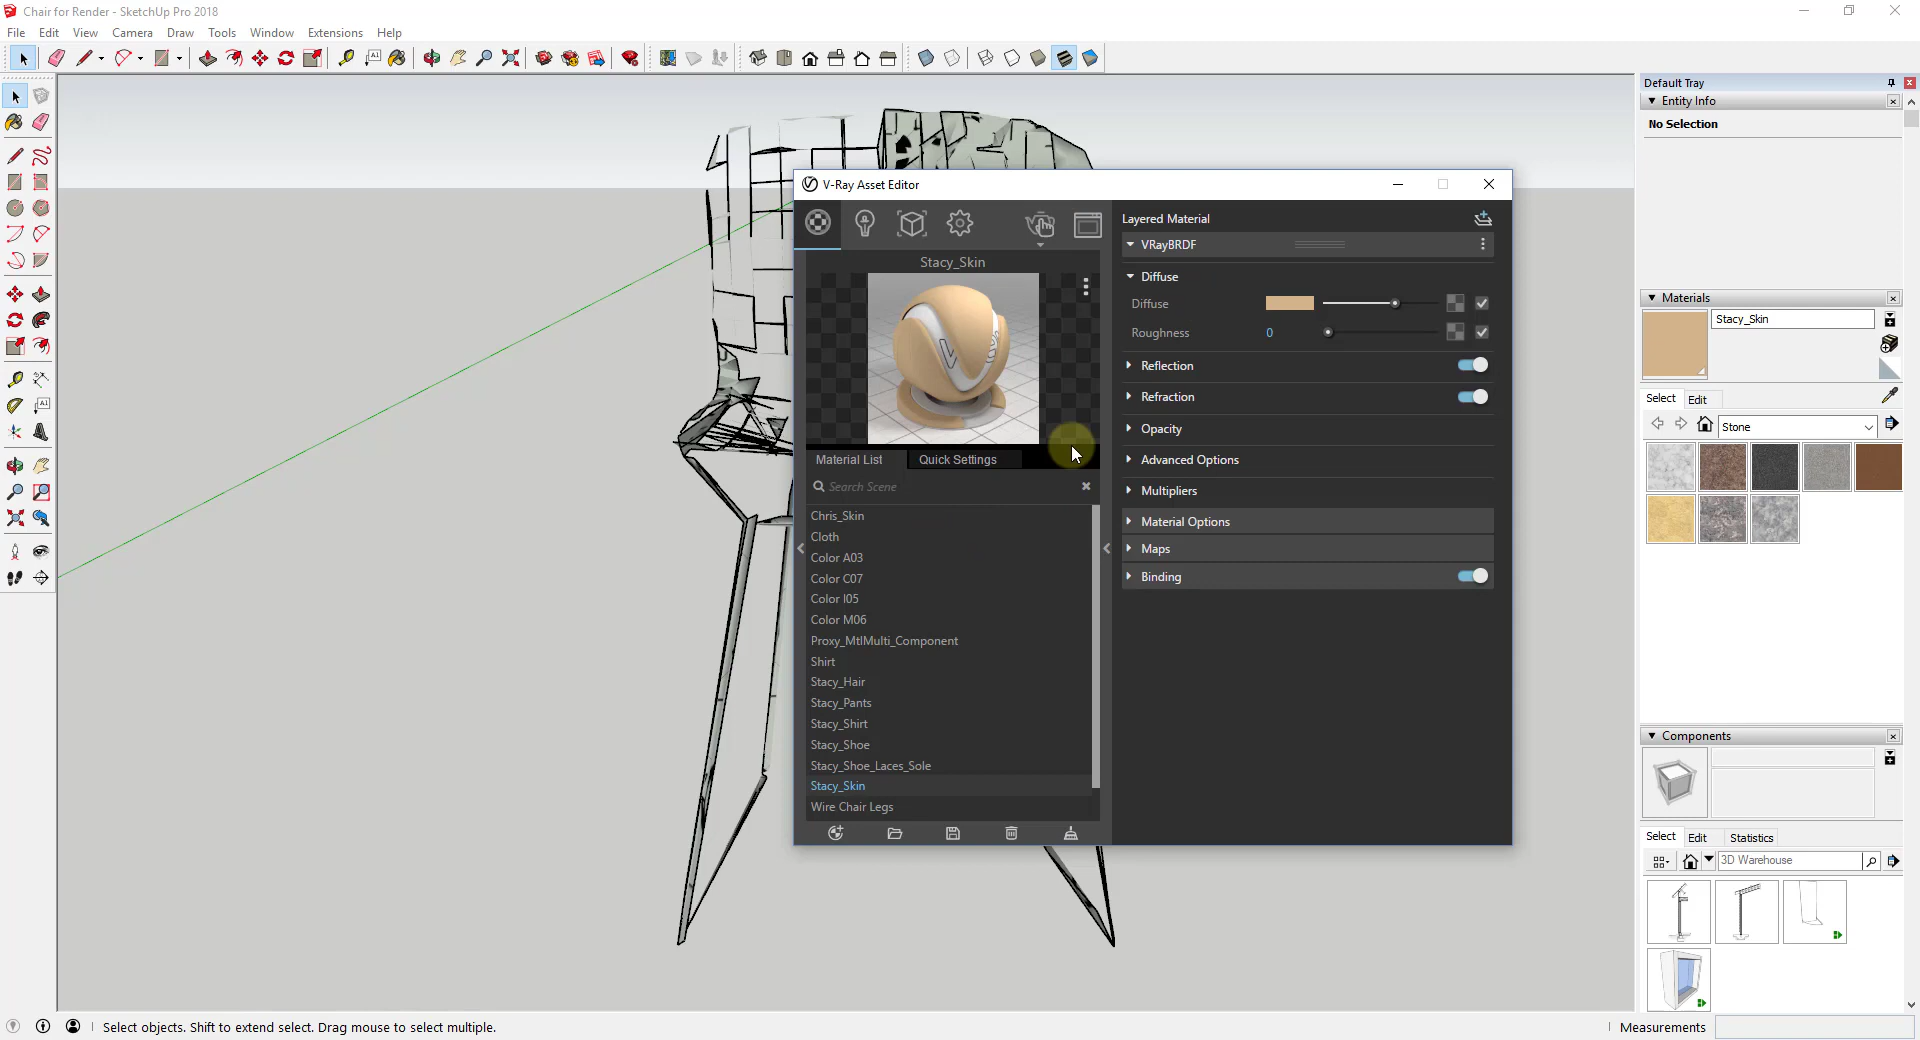 Chair for Render - SketchUp Pro 2018
File Edit View Camera Draw Tools Window Extensions Help
Default Tray
Entity Info
No Selection
V-Ray Asset Editor
Stacy_Skin
Material List
Quick Settings
Search Scene
Chris_Skin
Cloth
Color A03
Color C07
Color I05
Color M06
Proxy_MtlMulti_Component
Shirt
Stacy_Hair
Stacy_Pants
Stacy_Shirt
Stacy_Shoe
Stacy_Shoe_Laces_Sole
Stacy_Skin
Wire Chair Legs
Layered Material
VRayBRDF
Diffuse
Diffuse
Roughness 0
Reflection
Refraction
Opacity
Advanced Options
Multipliers
Material Options
Maps
Binding
Materials
Stacy_Skin
Select Edit
Stone
Components
Select Edit Statistics
3D Warehouse
Select objects. Shift to extend select. Drag mouse to select multiple.
Measurements